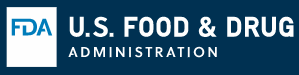 FDA
U.S. FOOD & DRUG
ADMINISTRATION